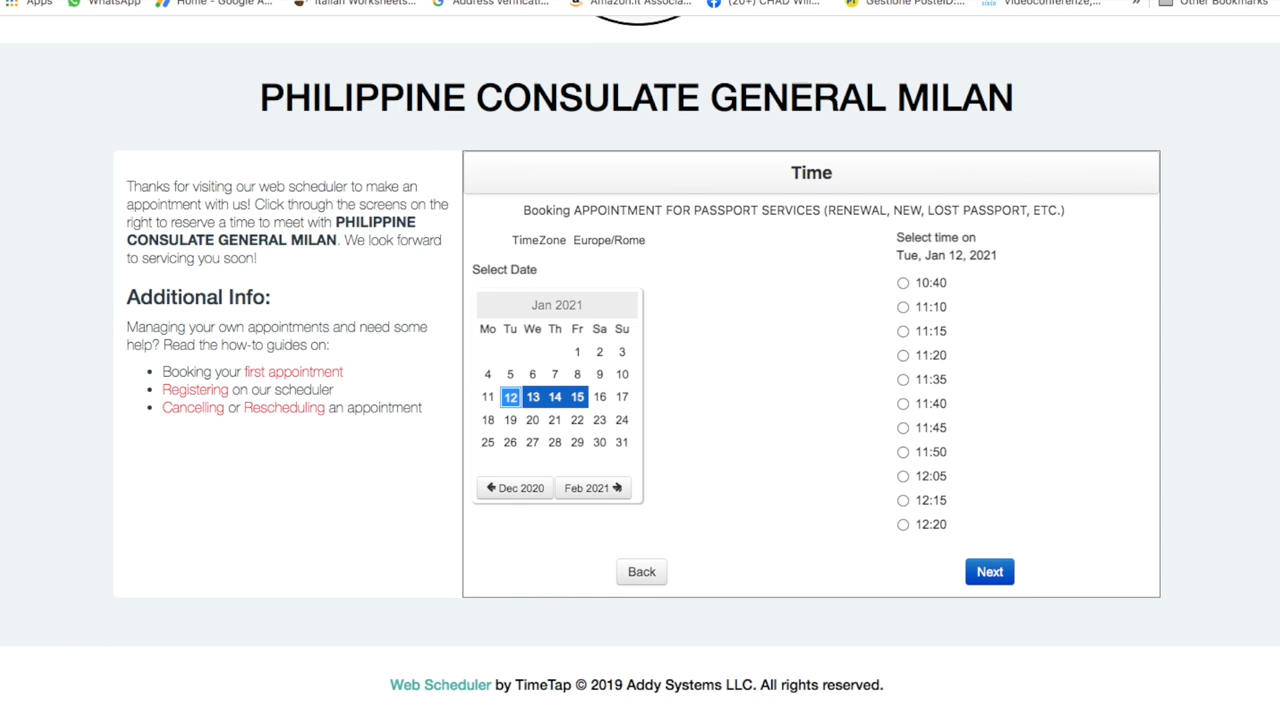 Apps WhatsApp Home - Google A... Italian Worksheets... Address verificati... Amazon.it Associa... (20+) CHAD Will... Gestione PosteID:... Videoconferenze,... » Other Bookmarks
PHILIPPINE CONSULATE GENERAL MILAN
Thanks for visiting our web scheduler to make an
appointment with us! Click through the screens on the
right to reserve a time to meet with PHILIPPINE
CONSULATE GENERAL MILAN. We look forward
to servicing you soon!
Additional Info:
Managing your own appointments and need some
help? Read the how-to guides on:
• Booking your first appointment
• Registering on our scheduler
• Cancelling or Rescheduling an appointment
Time
Booking APPOINTMENT FOR PASSPORT SERVICES (RENEWAL, NEW, LOST PASSPORT, ETC.)
TimeZone Europe/Rome
Select Date
Jan 2021
Mo Tu We Th Fr Sa Su
1 2 3
4 5 6 7 8 9 10
11 12 13 14 15 16 17
18 19 20 21 22 23 24
25 26 27 28 29 30 31
Dec 2020 Feb 2021
Select time on
Tue, Jan 12, 2021
10:40
11:10
11:15
11:20
11:35
11:40
11:45
11:50
12:05
12:15
12:20
Back
Next
Web Scheduler by TimeTap © 2019 Addy Systems LLC. All rights reserved.